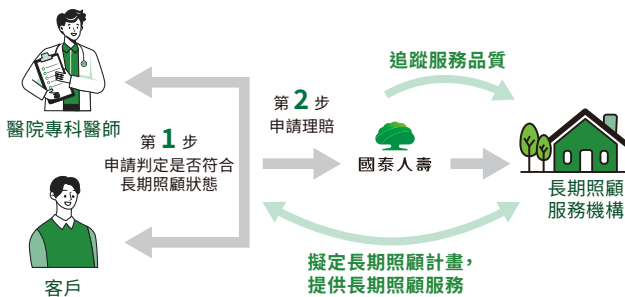 醫院專科醫師
第1步
申請判定是否符合
長期照顧狀態
客戶
第2步
申請理賠
國泰人壽
追蹤服務品質
長期照顧
服務機構
擬定長期照顧計畫，
提供長期照顧服務